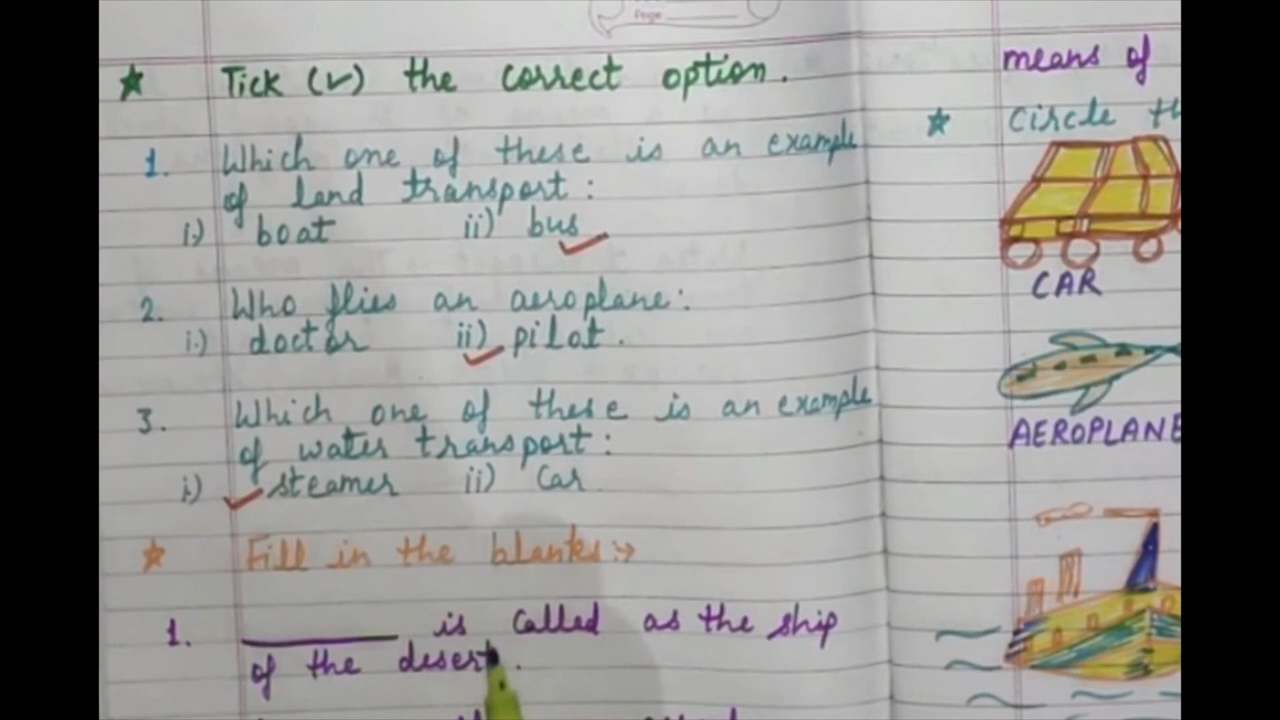 Page
★ Tick (✓) the correct option.
1. Which one of these is an example
of land transport:
i.) boat ii) bus ✓
2. Who flies an aeroplane:
i.) doctor ii) ✓ pilot.
3. Which one of these is an example
of water transport:
i.) ✓ steamer ii) Car
★ Fill in the blanks:→
1. ________ is called as the ship
of the desert.
means of
★ Circle th
CAR
AEROPLANE